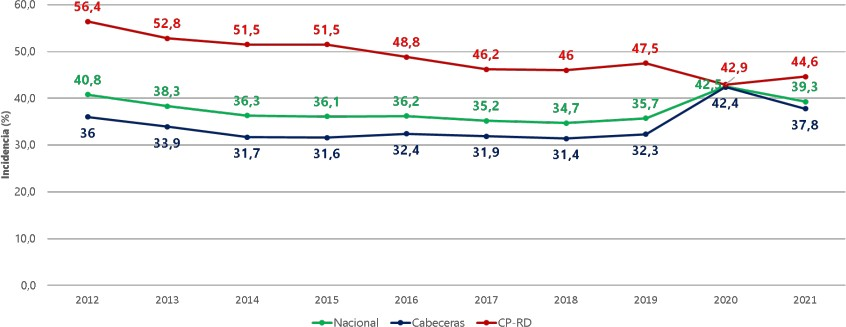 60,0
50,0
40,0
30,0
20,0
10,0
0,0
Incidencia (%)
56,4 52,8 51,5 51,5 48,8 46,2 46 47,5 42,9 44,6
40,8 38,3 36,3 36,1 36,2 35,2 34,7 35,7 39,3
36 33,9 31,7 31,6 32,4 31,9 31,4 32,3 42,4 37,8
2012 2013 2014 2015 2016 2017 2018 2019 2020 2021
Nacional Cabeceras CP-RD